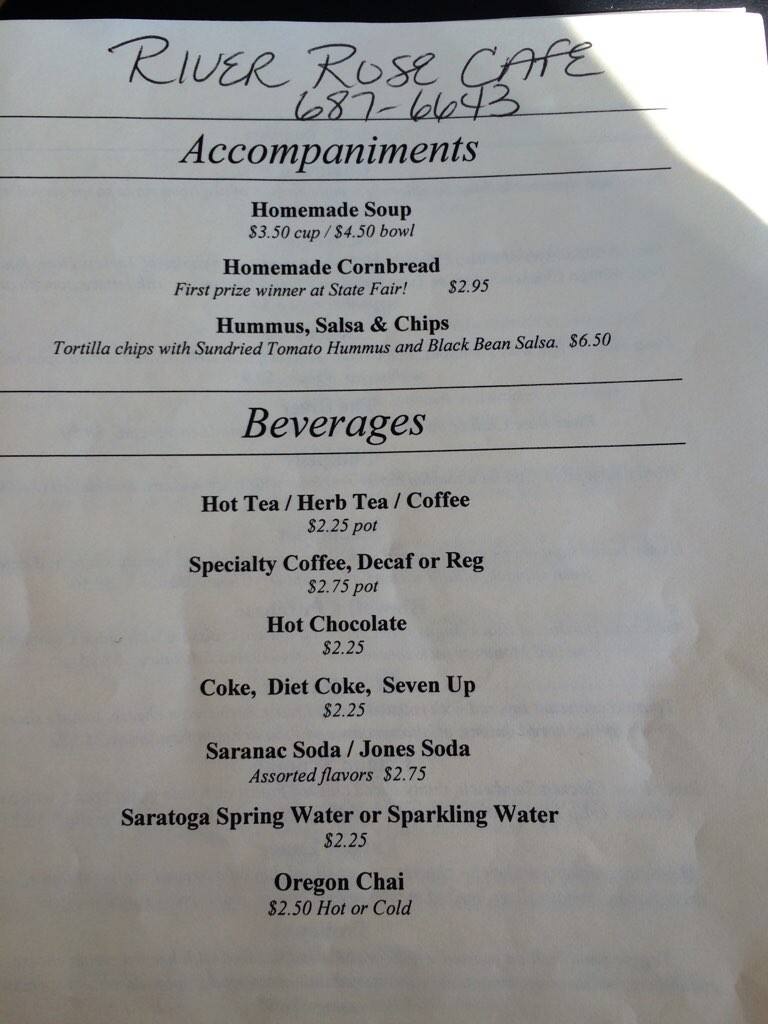 RIVER ROSE CAFE
687-6643
Accompaniments
Homemade Soup
$3.50 cup / $4.50 bowl
Homemade Cornbread
First prize winner at State Fair! $2.95
Hummus, Salsa & Chips
Tortilla chips with Sundried Tomato Hummus and Black Bean Salsa. $6.50
Beverages
Hot Tea / Herb Tea / Coffee
$2.25 pot
Specialty Coffee, Decaf or Reg
$2.75 pot
Hot Chocolate
$2.25
Coke, Diet Coke, Seven Up
$2.25
Saranac Soda / Jones Soda
Assorted flavors $2.75
Saratoga Spring Water or Sparkling Water
$2.25
Oregon Chai
$2.50 Hot or Cold